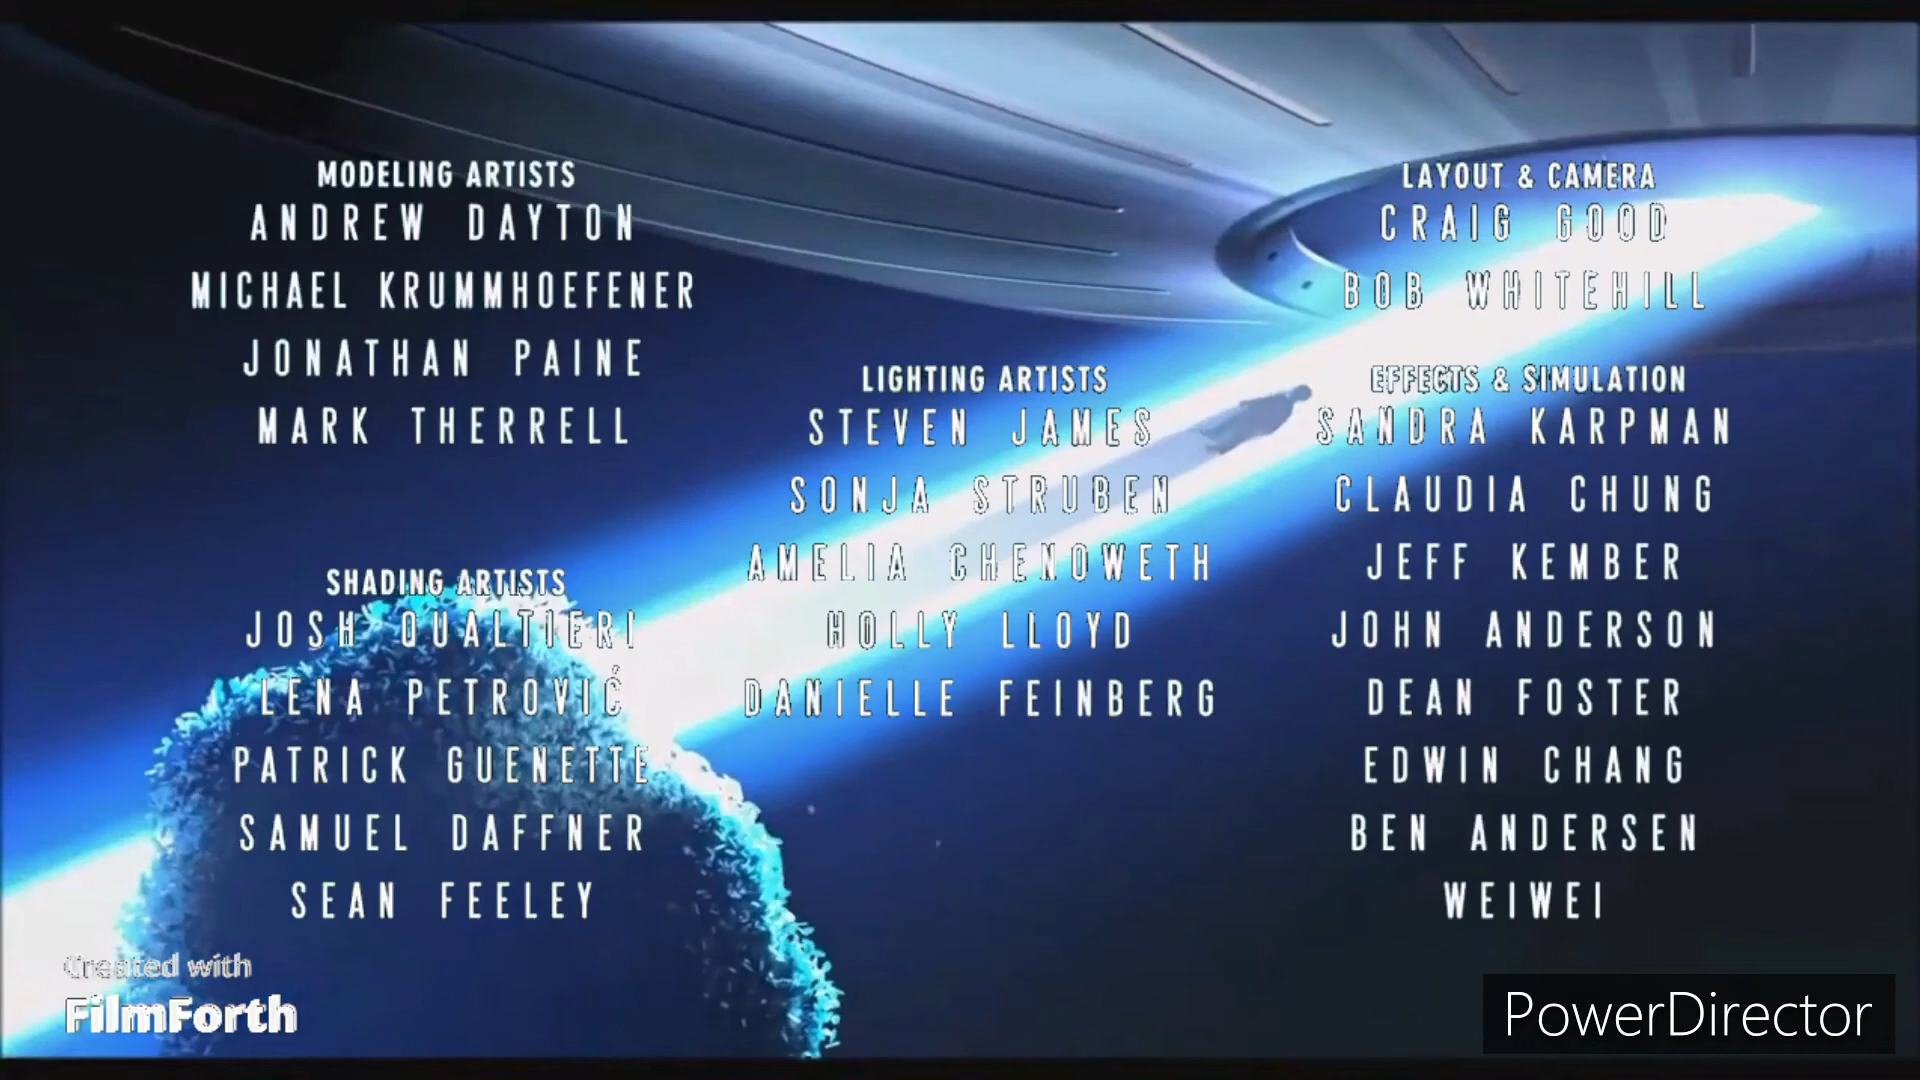 MODELING ARTISTS
ANDREW DAYTON
MICHAEL KRUMMHOEFENER
JONATHAN PAINE
MARK THERRELL
SHADING ARTISTS
JOSH QUALTIERI
LENA PETROVIĆ
PATRICK GUENETTE
SAMUEL DAFFNER
SEAN FEELEY
LIGHTING ARTISTS
STEVEN JAMES
SONJA STRUBEN
AMELIA CHENOWETH
HOLLY LLOYD
DANIELLE FEINBERG
LAYOUT & CAMERA
CRAIG GOOD
BOB WHITEHILL
EFFECTS & SIMULATION
SANDRA KARPMAN
CLAUDIA CHUNG
JEFF KEMBER
JOHN ANDERSON
DEAN FOSTER
EDWIN CHANG
BEN ANDERSEN
WEIWEI
Created with
FilmForth
PowerDirector